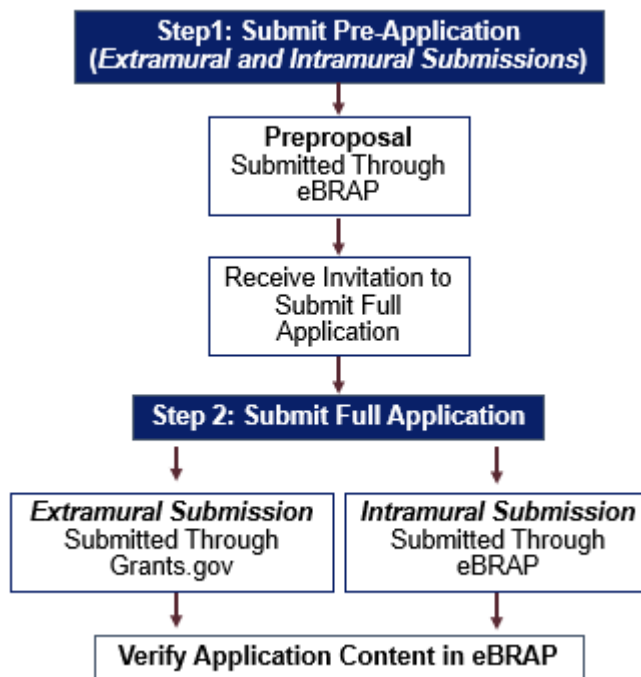 Step1: Submit Pre-Application
(Extramural and Intramural Submissions)
Preproposal
Submitted Through
eBRAP
Receive Invitation to
Submit Full
Application
Step 2: Submit Full Application
Extramural Submission
Submitted Through
Grants.gov
Intramural Submission
Submitted Through
eBRAP
Verify Application Content in eBRAP